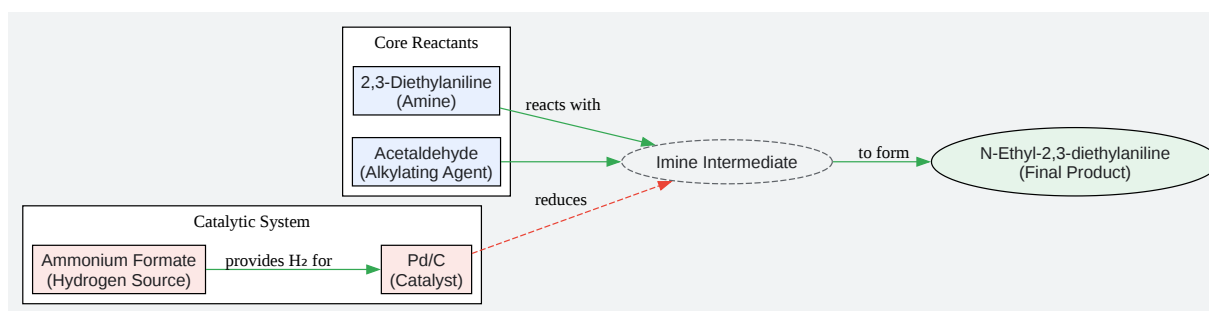 Core Reactants
2,3-Diethylaniline
(Amine)
reacts with
Acetaldehyde
(Alkylating Agent)
Imine Intermediate
to form
N-Ethyl-2,3-diethylaniline
(Final Product)
reduces
Catalytic System
Ammonium Formate
(Hydrogen Source)
provides H₂ for
Pd/C
(Catalyst)